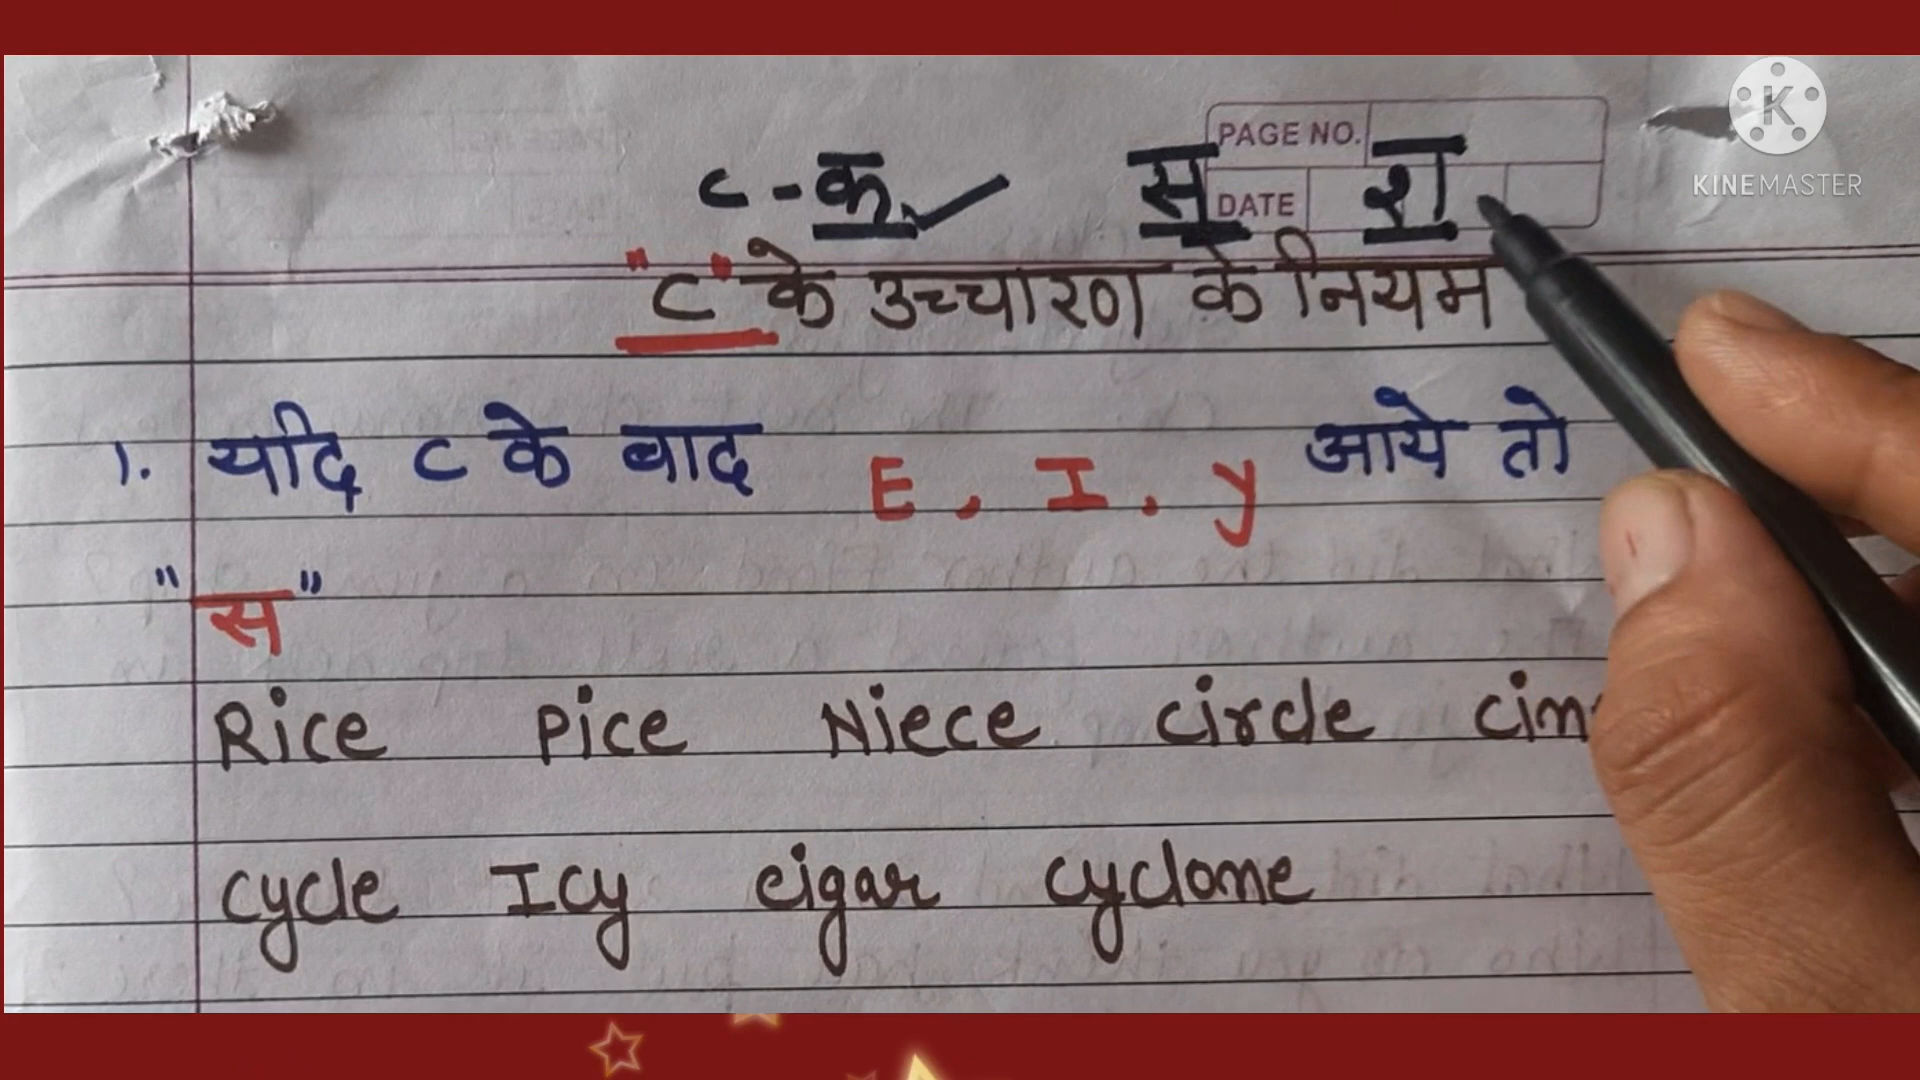 PAGE NO.
c - क स श
DATE
KINEMASTER
"C" के उच्चारण के नियम
1. यदि C के बाद E, I, y आये तो
"स"
Rice Pice Niece circle
cycle Icy cigar cyclone